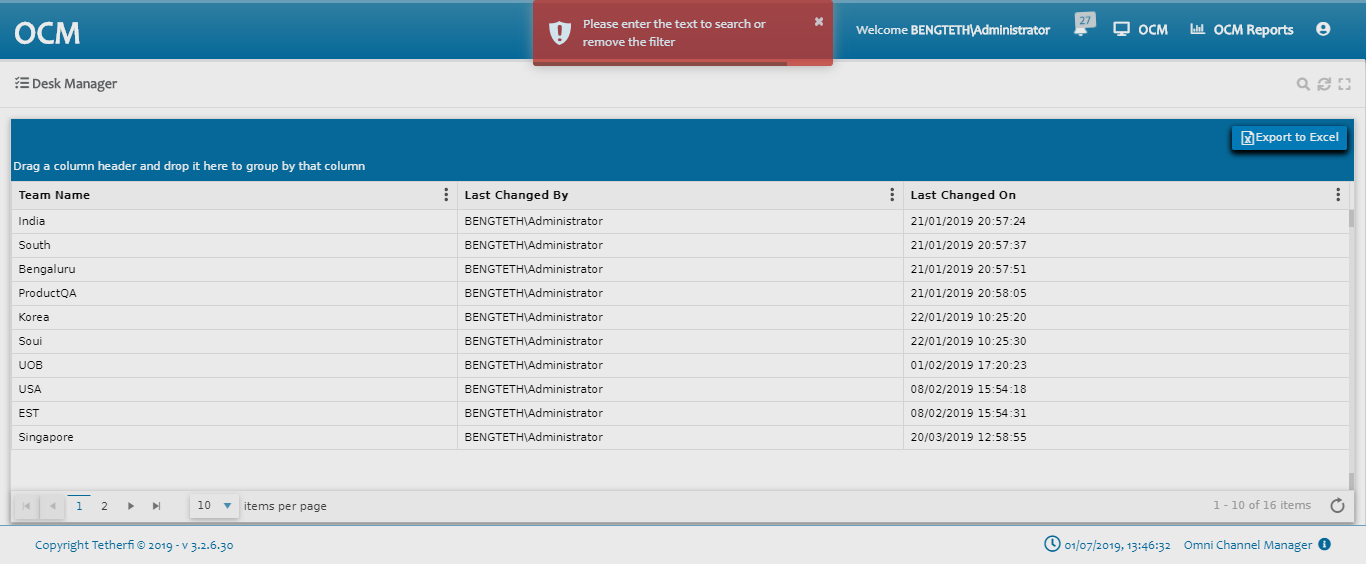 OCM
Please enter the text to search or
remove the filter
Welcome BENGTETH\Administrator
27
OCM
OCM Reports
Desk Manager
Export to Excel
Drag a column header and drop it here to group by that column
Team Name Last Changed By Last Changed On
India BENGTETH\Administrator 21/01/2019 20:57:24
South BENGTETH\Administrator 21/01/2019 20:57:37
Bengaluru BENGTETH\Administrator 21/01/2019 20:57:51
ProductQA BENGTETH\Administrator 21/01/2019 20:58:05
Korea BENGTETH\Administrator 22/01/2019 10:25:20
Soui BENGTETH\Administrator 22/01/2019 10:25:30
UOB BENGTETH\Administrator 01/02/2019 17:20:23
USA BENGTETH\Administrator 08/02/2019 15:54:18
EST BENGTETH\Administrator 08/02/2019 15:54:31
Singapore BENGTETH\Administrator 20/03/2019 12:58:55
1 2 10 items per page 1 - 10 of 16 items
Copyright Tetherfi © 2019 - v 3.2.6.30 01/07/2019, 13:46:32 Omni Channel Manager